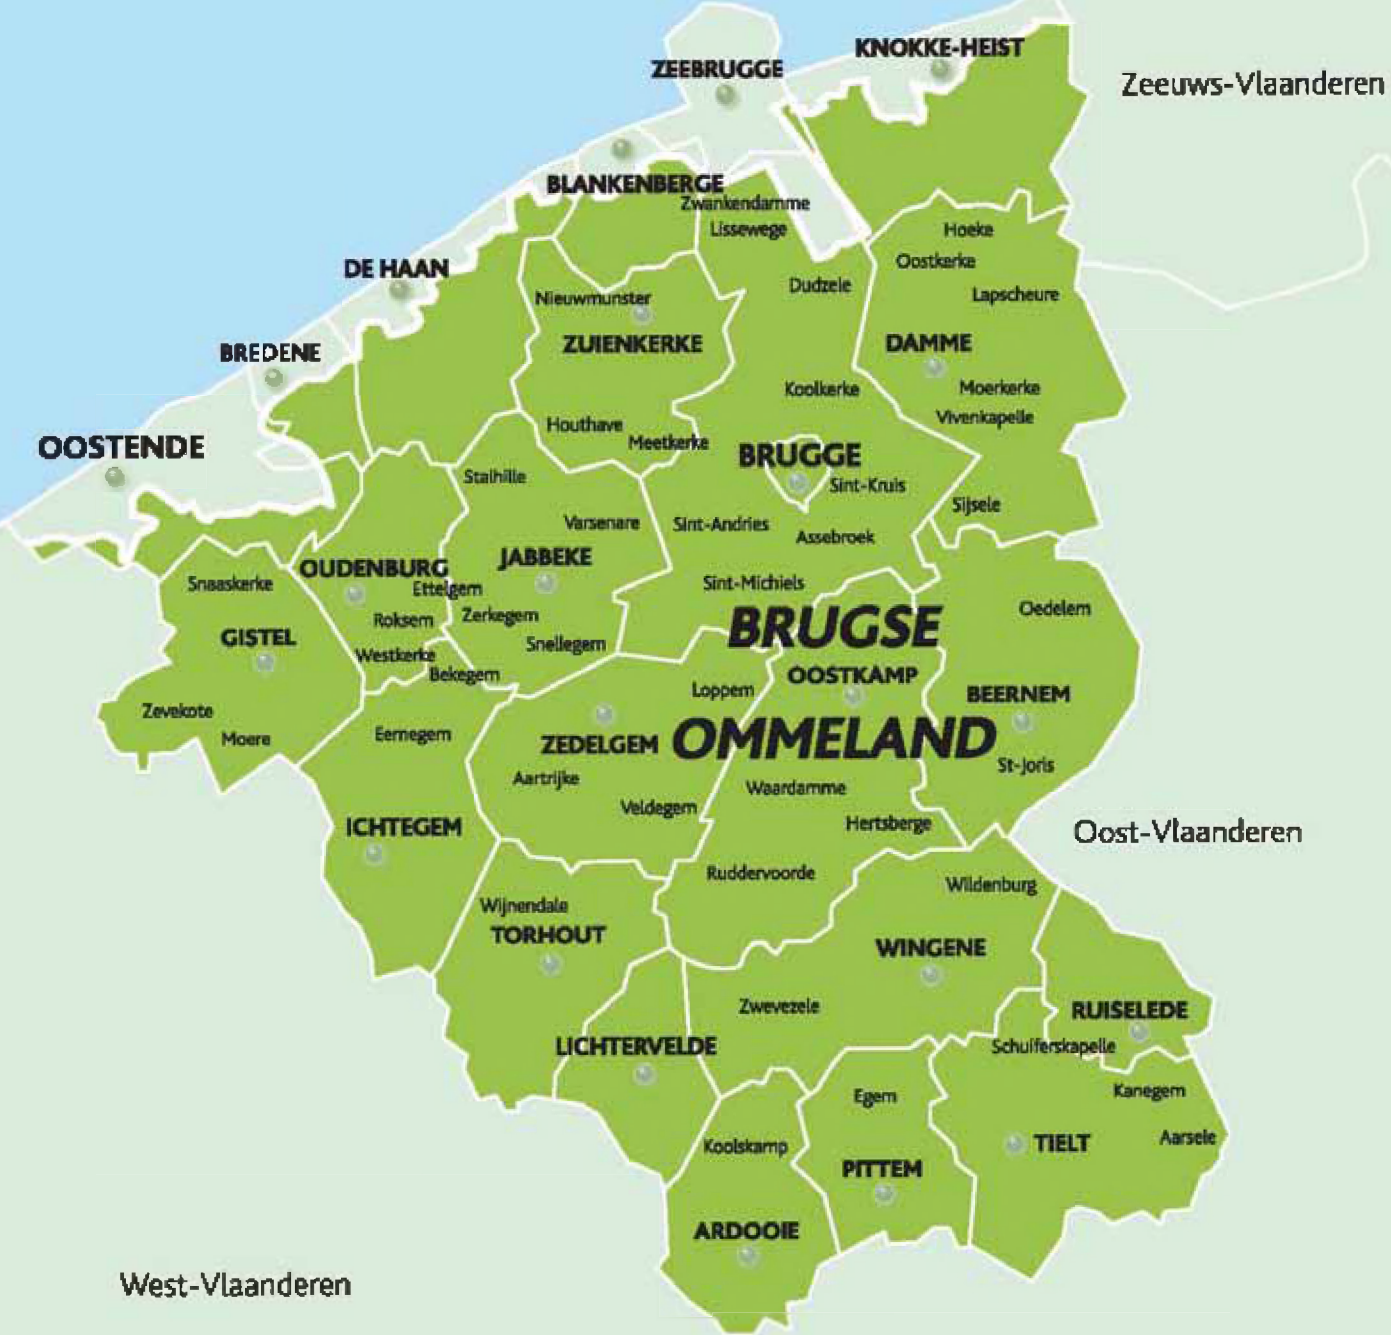 KNOKKE-HEIST
ZEEBRUGGE
Zeeuws-Vlaanderen
BLANKENBERGE
Zwankendamme
Lissewege
Hoeke
Oostkerke
DE HAAN
Dudzele
Lapscheure
Nieuwmunster
ZUIENKERKE
DAMME
BREDENE
Koolkerke
Moerkerke
Vivenkapelle
Houthave
Meetkerke
OOSTENDE
BRUGGE
Stalhille
Sint-Kruis
Sijsele
Varsenare
Sint-Andries
Assebroek
JABBEKE
OUDENBURG
Snaaskerke
Ettelgem
Sint-Michiels
Oedelem
Roksem
Zerkegem
BRUGSE
GISTEL
Snellegem
Westkerke
Bekegem
OOSTKAMP
Loppem
BEERNEM
Zevekote
Moere
Eernegem
ZEDELGEM
OMMELAND
St-Joris
Aartrijke
Waardamme
Veldegem
Hertsberge
ICHTEGEM
Oost-Vlaanderen
Ruddervoorde
Wildenburg
Wijnendale
TORHOUT
WINGENE
Zwevezele
RUISELEDE
LICHTERVELDE
Schuiferskapelle
Egem
Kanegem
Koolskamp
TIELT
Aarsele
PITTEM
ARDOOIE
West-Vlaanderen